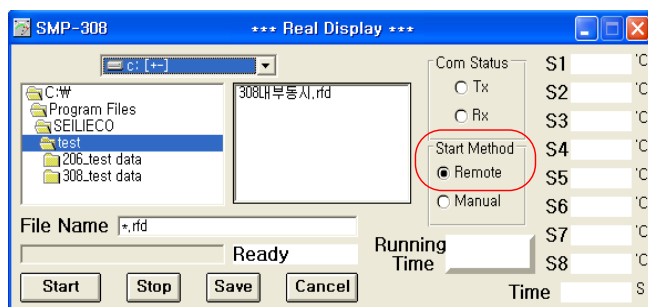 SMP-308 *** Real Display ***
c: [+-]
C:₩
Program Files
SEILIECO
test
206_test data
308_test data
308내부동시.rfd
File Name *.rfd
Ready
Start Stop Save Cancel
Com Status
Tx
Rx
Start Method
Remote
Manual
Running
Time
S1 'C
S2 'C
S3 'C
S4 'C
S5 'C
S6 'C
S7 'C
S8 'C
Time S